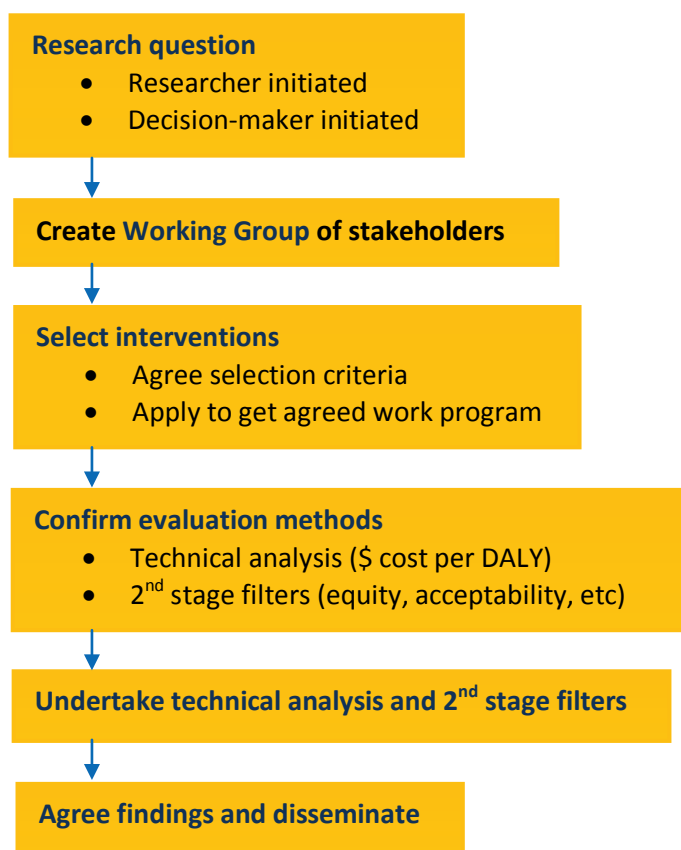 Research question
• Researcher initiated
• Decision-maker initiated
Create Working Group of stakeholders
Select interventions
• Agree selection criteria
• Apply to get agreed work program
Confirm evaluation methods
• Technical analysis ($ cost per DALY)
• 2nd stage filters (equity, acceptability, etc)
Undertake technical analysis and 2nd stage filters
Agree findings and disseminate